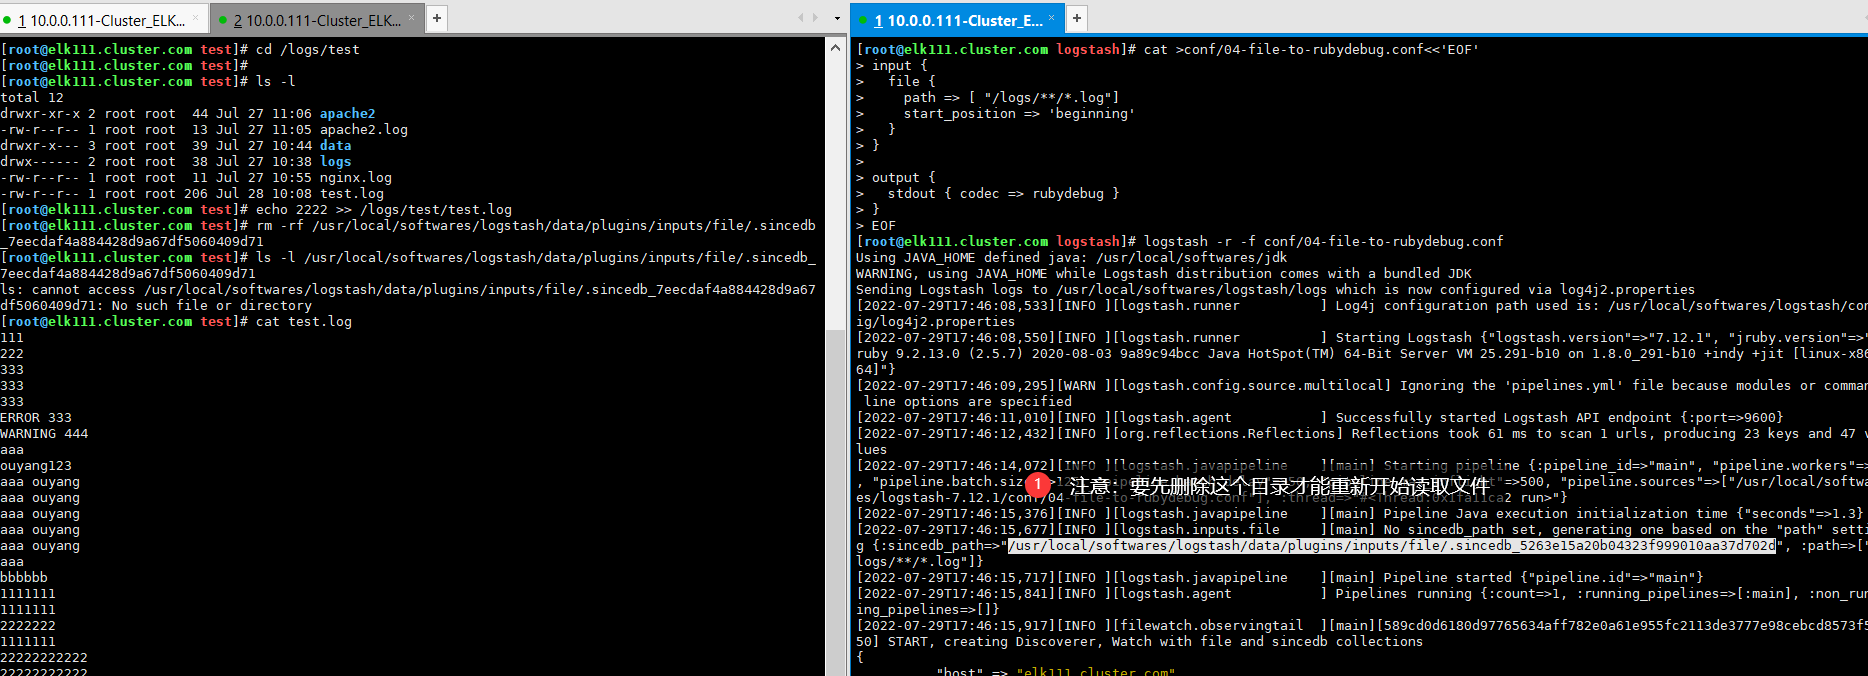 1 10.0.0.111-Cluster_ELK... ×
2 10.0.0.111-Cluster_ELK... ×
+
[root@elk111.cluster.com test]# cd /logs/test
[root@elk111.cluster.com test]#
[root@elk111.cluster.com test]# ls -l
total 12
drwxr-xr-x 2 root root  44 Jul 27 11:06 apache2
-rw-r--r-- 1 root root  13 Jul 27 11:05 apache2.log
drwxr-x--- 3 root root  39 Jul 27 10:44 data
drwx------ 2 root root  38 Jul 27 10:38 logs
-rw-r--r-- 1 root root  11 Jul 27 10:55 nginx.log
-rw-r--r-- 1 root root 206 Jul 28 10:08 test.log
[root@elk111.cluster.com test]# echo 2222 >> /logs/test/test.log
[root@elk111.cluster.com test]# rm -rf /usr/local/softwares/logstash/data/plugins/inputs/file/.sincedb
_7eecdaf4a884428d9a67df5060409d71
[root@elk111.cluster.com test]# ls -l /usr/local/softwares/logstash/data/plugins/inputs/file/.sincedb_
7eecdaf4a884428d9a67df5060409d71
ls: cannot access /usr/local/softwares/logstash/data/plugins/inputs/file/.sincedb_7eecdaf4a884428d9a67
df5060409d71: No such file or directory
[root@elk111.cluster.com test]# cat test.log
111
222
333
333
333
ERROR 333
WARNING 444
aaa
ouyang123
aaa ouyang
aaa ouyang
aaa ouyang
aaa ouyang
aaa ouyang
aaa
bbbbbb
1111111
1111111
2222222
1111111
22222222222
22222222222
1 10.0.0.111-Cluster_E... ×
+
[root@elk111.cluster.com logstash]# cat >conf/04-file-to-rubydebug.conf<<'EOF'
> input {
>   file {
>     path => [ "/logs/**/*.log"]
>     start_position => 'beginning'
>   }
> }
>
> output {
>   stdout { codec => rubydebug }
> }
> EOF
[root@elk111.cluster.com logstash]# logstash -r -f conf/04-file-to-rubydebug.conf
Using JAVA_HOME defined java: /usr/local/softwares/jdk
WARNING, using JAVA_HOME while Logstash distribution comes with a bundled JDK
Sending Logstash logs to /usr/local/softwares/logstash/logs which is now configured via log4j2.properties
[2022-07-29T17:46:08,533][INFO ][logstash.runner          ] Log4j configuration path used is: /usr/local/softwares/logstash/con
ig/log4j2.properties
[2022-07-29T17:46:08,550][INFO ][logstash.runner          ] Starting Logstash {"logstash.version"=>"7.12.1", "jruby.version"=>"
ruby 9.2.13.0 (2.5.7) 2020-08-03 9a89c94bcc Java HotSpot(TM) 64-Bit Server VM 25.291-b10 on 1.8.0_291-b10 +indy +jit [linux-x86
64]"}
[2022-07-29T17:46:09,295][WARN ][logstash.config.source.multilocal] Ignoring the 'pipelines.yml' file because modules or comman
line options are specified
[2022-07-29T17:46:11,010][INFO ][logstash.agent           ] Successfully started Logstash API endpoint {:port=>9600}
[2022-07-29T17:46:12,432][INFO ][org.reflections.Reflections] Reflections took 61 ms to scan 1 urls, producing 23 keys and 47 v
lues
[2022-07-29T17:46:14,072][INFO ][logstash.javapipeline    ][main] Starting pipeline {:pipeline_id=>"main", "pipeline.workers"=>
, "pipeline.batch.size 500, "pipeline.sources"=>["/usr/local/softw
1 注意: 要先删除这个目录才能重新开始读取文件
es/logstash-7.12.1/conf/04-file-to-rubydebug.conf"], :thread=>"#<Thread:0x1fa11ca2 run>"}
[2022-07-29T17:46:15,376][INFO ][logstash.javapipeline    ][main] Pipeline Java execution initialization time {"seconds"=>1.3}
[2022-07-29T17:46:15,677][INFO ][logstash.inputs.file     ][main] No sincedb_path set, generating one based on the "path" setti
g {:sincedb_path=>"/usr/local/softwares/logstash/data/plugins/inputs/file/.sincedb_5263e15a20b04323f999010aa37d702d", :path=>["
logs/**/*.log"]}
[2022-07-29T17:46:15,717][INFO ][logstash.javapipeline    ][main] Pipeline started {"pipeline.id"=>"main"}
[2022-07-29T17:46:15,841][INFO ][logstash.agent           ] Pipelines running {:count=>1, :running_pipelines=>[:main], :non_run
ing_pipelines=>[]}
[2022-07-29T17:46:15,917][INFO ][filewatch.observingtail  ][main][589cd0d6180d97765634aff782e0a61e955fc2113de3777e98cebcd8573f5
50] START, creating Discoverer, Watch with file and sincedb collections
{
"host" => "elk111.cluster.com"